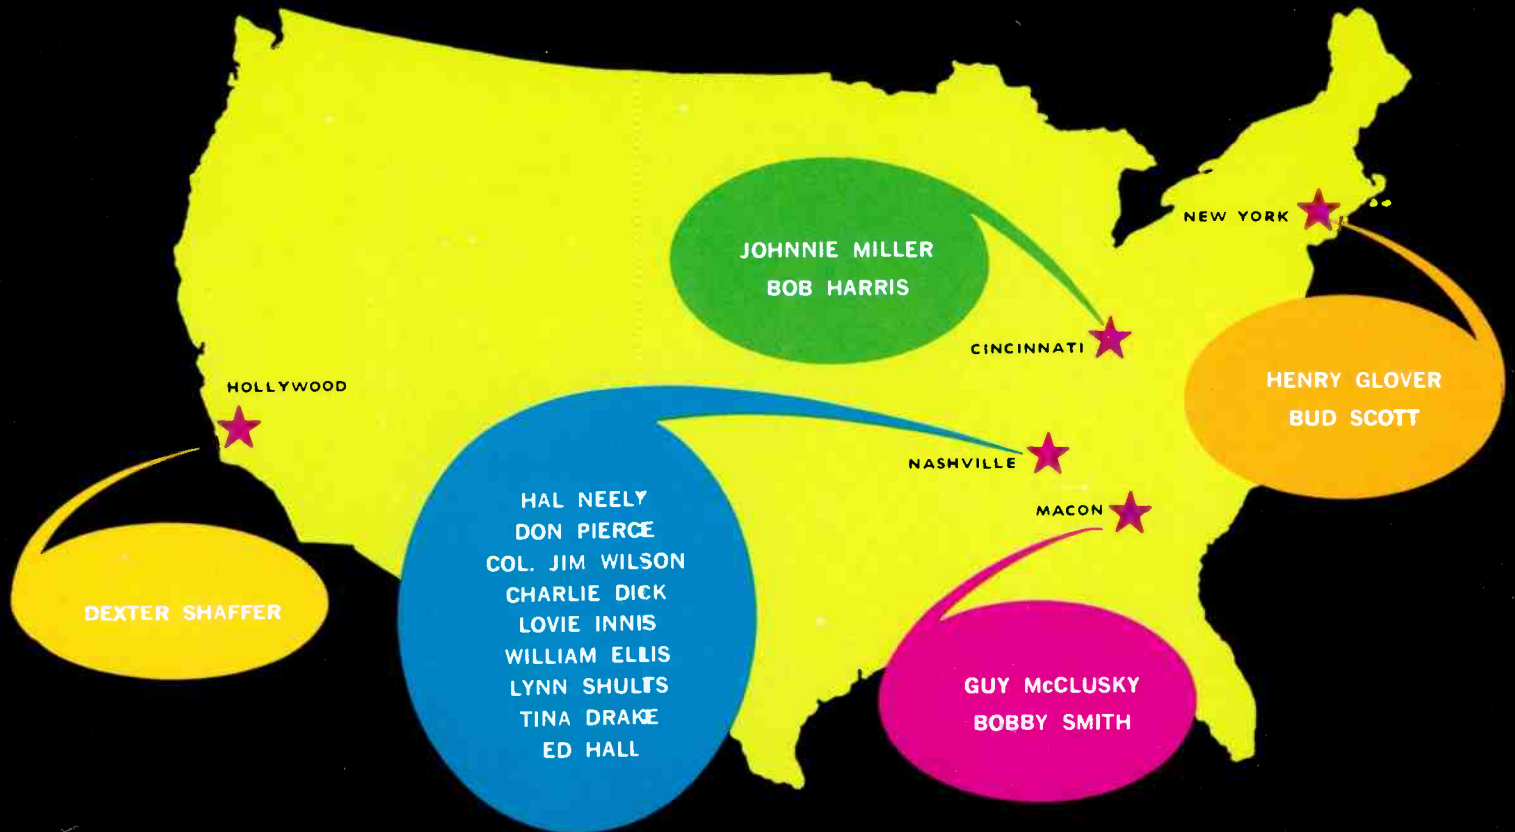 NEW YORK
JOHNNIE MILLER
BOB HARRIS
CINCINNATI
HENRY GLOVER
BUD SCOTT
HOLLYWOOD
NASHVILLE
HAL NEELY
DON PIERCE
COL. JIM WILSON
CHARLIE DICK
LOVIE INNIS
WILLIAM ELLIS
LYNN SHULTS
TINA DRAKE
ED HALL
MACON
DEXTER SHAFFER
GUY McCLUSKY
BOBBY SMITH